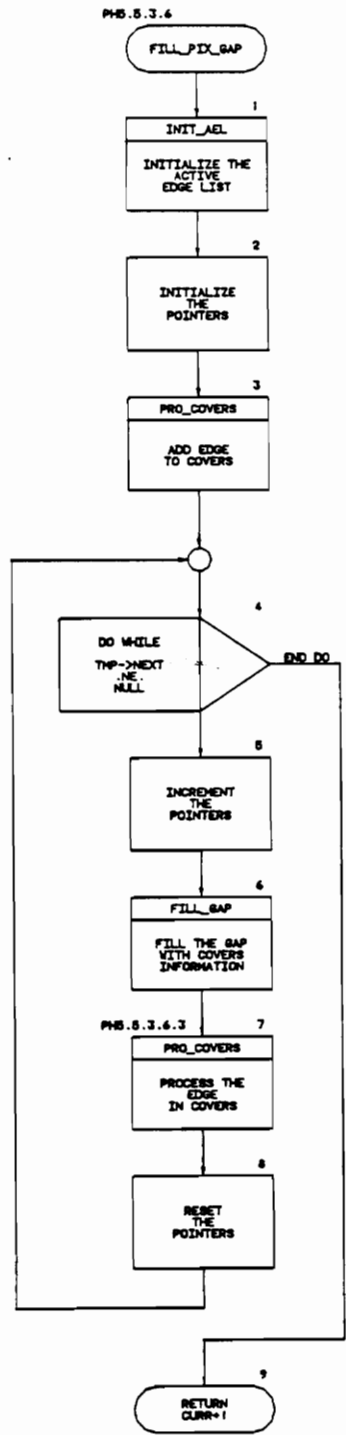 PH5.5.3.6
FILL_PIX_GAP
1
INIT_AEL
INITIALIZE THE
ACTIVE
EDGE LIST
2
INITIALIZE
THE
POINTERS
3
PRO_COVERS
ADD EDGE
TO COVERS
4
DO WHILE
TMP->NEXT
.NE.
NULL
END DO
5
INCREMENT
THE
POINTERS
6
FILL_GAP
FILL THE GAP
WITH COVERS
INFORMATION
PH5.5.3.6.3
7
PRO_COVERS
PROCESS THE
EDGE
IN COVERS
8
RESET
THE
POINTERS
9
RETURN
CURR+1